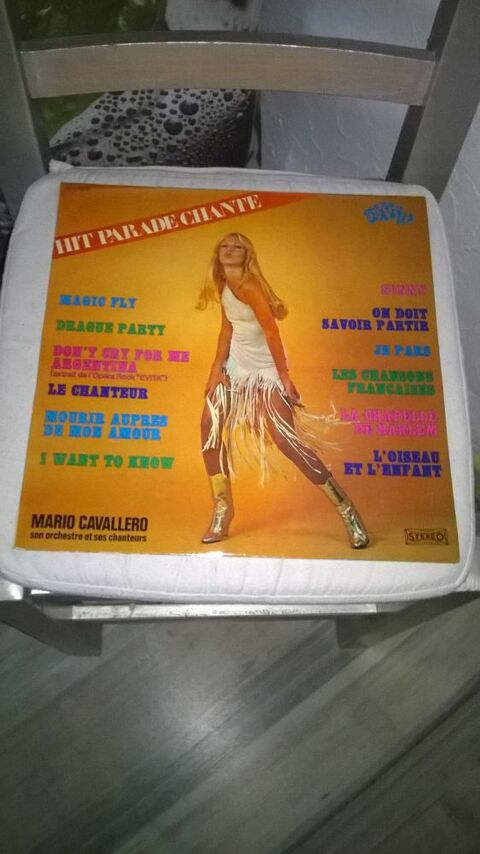 HIT PARADE CHANTE
MAGIC FLY
DRAGUE PARTY
DON'T CRY FOR ME
ARGENTINA
(extrait de l'Opéra Rock "EVITA")
LE CHANTEUR
MOURIR AUPRES
DE MON AMOUR
I WANT TO KNOW
SUNNY
ON DOIT
SAVOIR PARTIR
JE PARS
LES CHANSONS
FRANÇAISES
LA CHAPELLE
DE HARLEM
L'OISEAU
ET L'ENFANT
MARIO CAVALLERO
son orchestre et ses chanteurs
STEREO